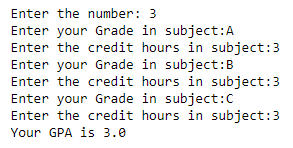 Enter the number: 3
Enter your Grade in subject:A
Enter the credit hours in subject:3
Enter your Grade in subject:B
Enter the credit hours in subject:3
Enter your Grade in subject:C
Enter the credit hours in subject:3
Your GPA is 3.0